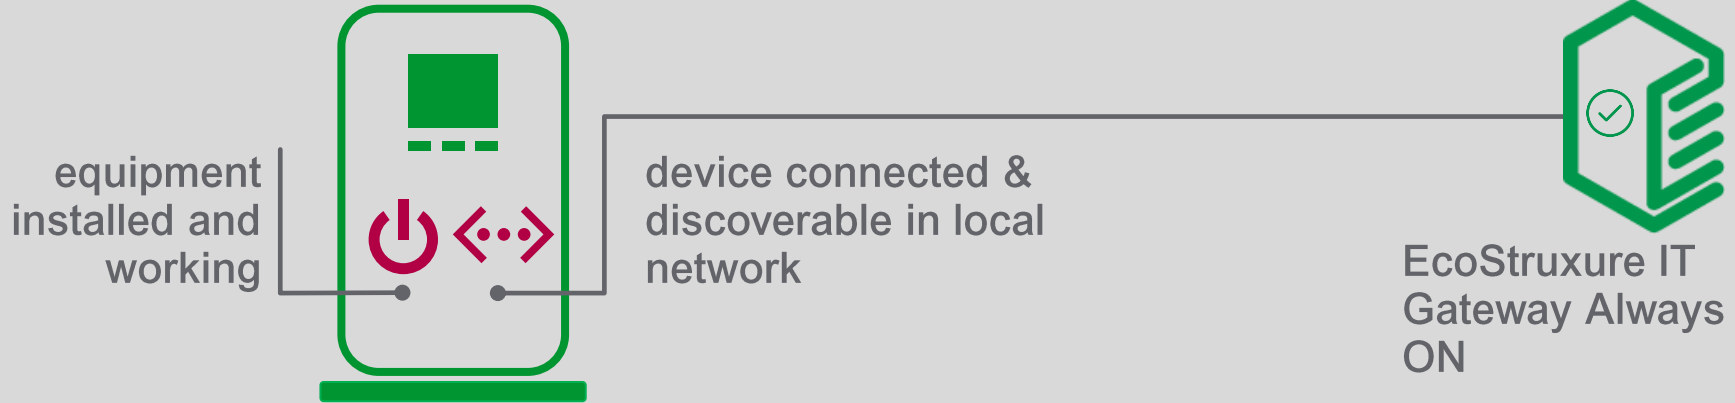 equipment
installed and
working
device connected &
discoverable in local
network
EcoStruxure IT
Gateway Always
ON